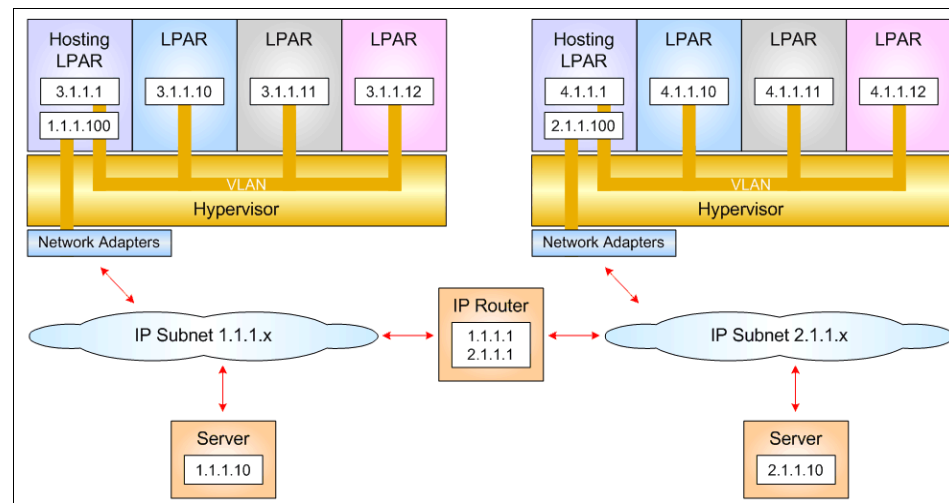 Hosting
LPAR
3.1.1.1
1.1.1.100
LPAR
3.1.1.10
LPAR
3.1.1.11
LPAR
3.1.1.12
VLAN
Hypervisor
Network Adapters
Hosting
LPAR
4.1.1.1
2.1.1.100
LPAR
4.1.1.10
LPAR
4.1.1.11
LPAR
4.1.1.12
VLAN
Hypervisor
Network Adapters
IP Subnet 1.1.1.x
IP Router
1.1.1.1
2.1.1.1
IP Subnet 2.1.1.x
Server
1.1.1.10
Server
2.1.1.10